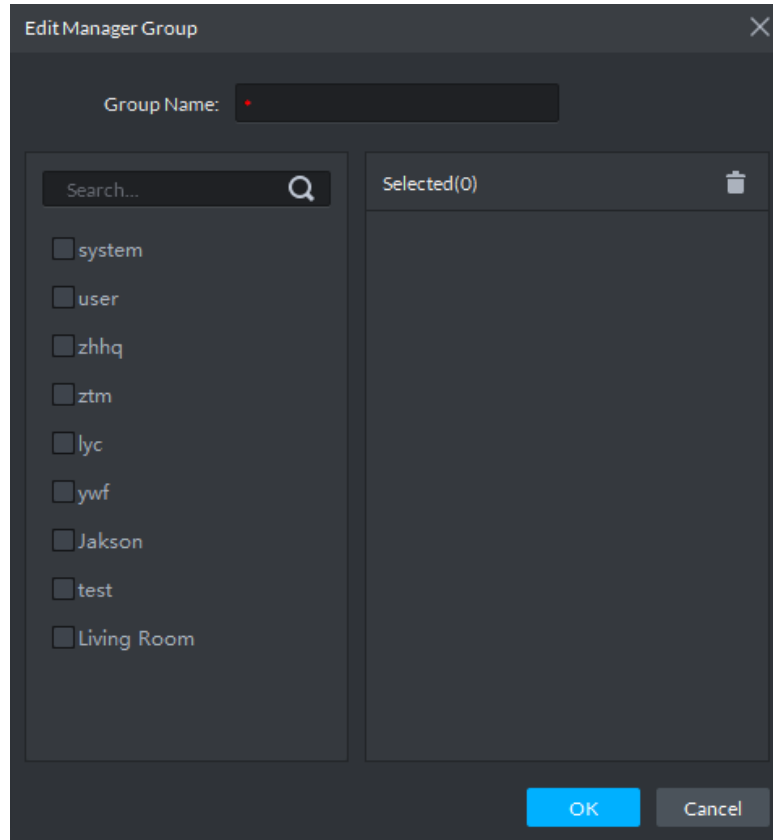 Edit Manager Group
Group Name: *
Search...
Selected(0)
system
user
zhhq
ztm
lyc
ywf
Jakson
test
Living Room
OK
Cancel